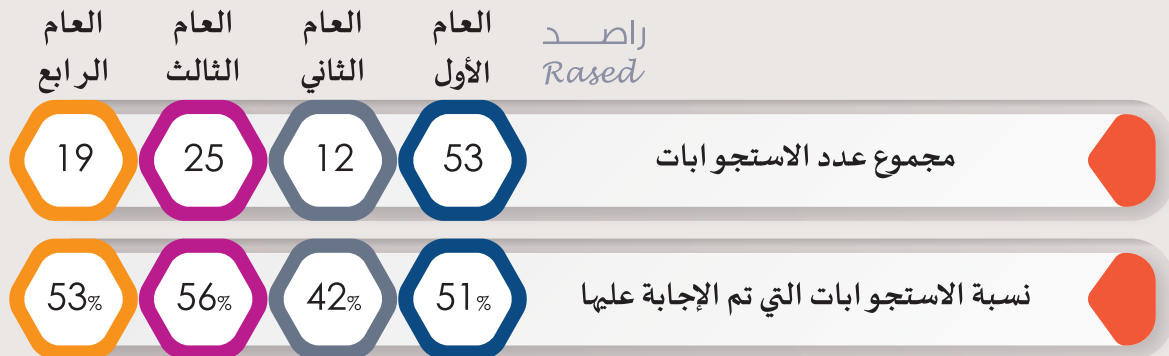 راصد
Rased
العام الأول
العام الثاني
العام الثالث
العام الرابع
مجموع عدد الاستجوابات
53
12
25
19
نسبة الاستجوابات التي تم الإجابة عليها
51%
42%
56%
53%